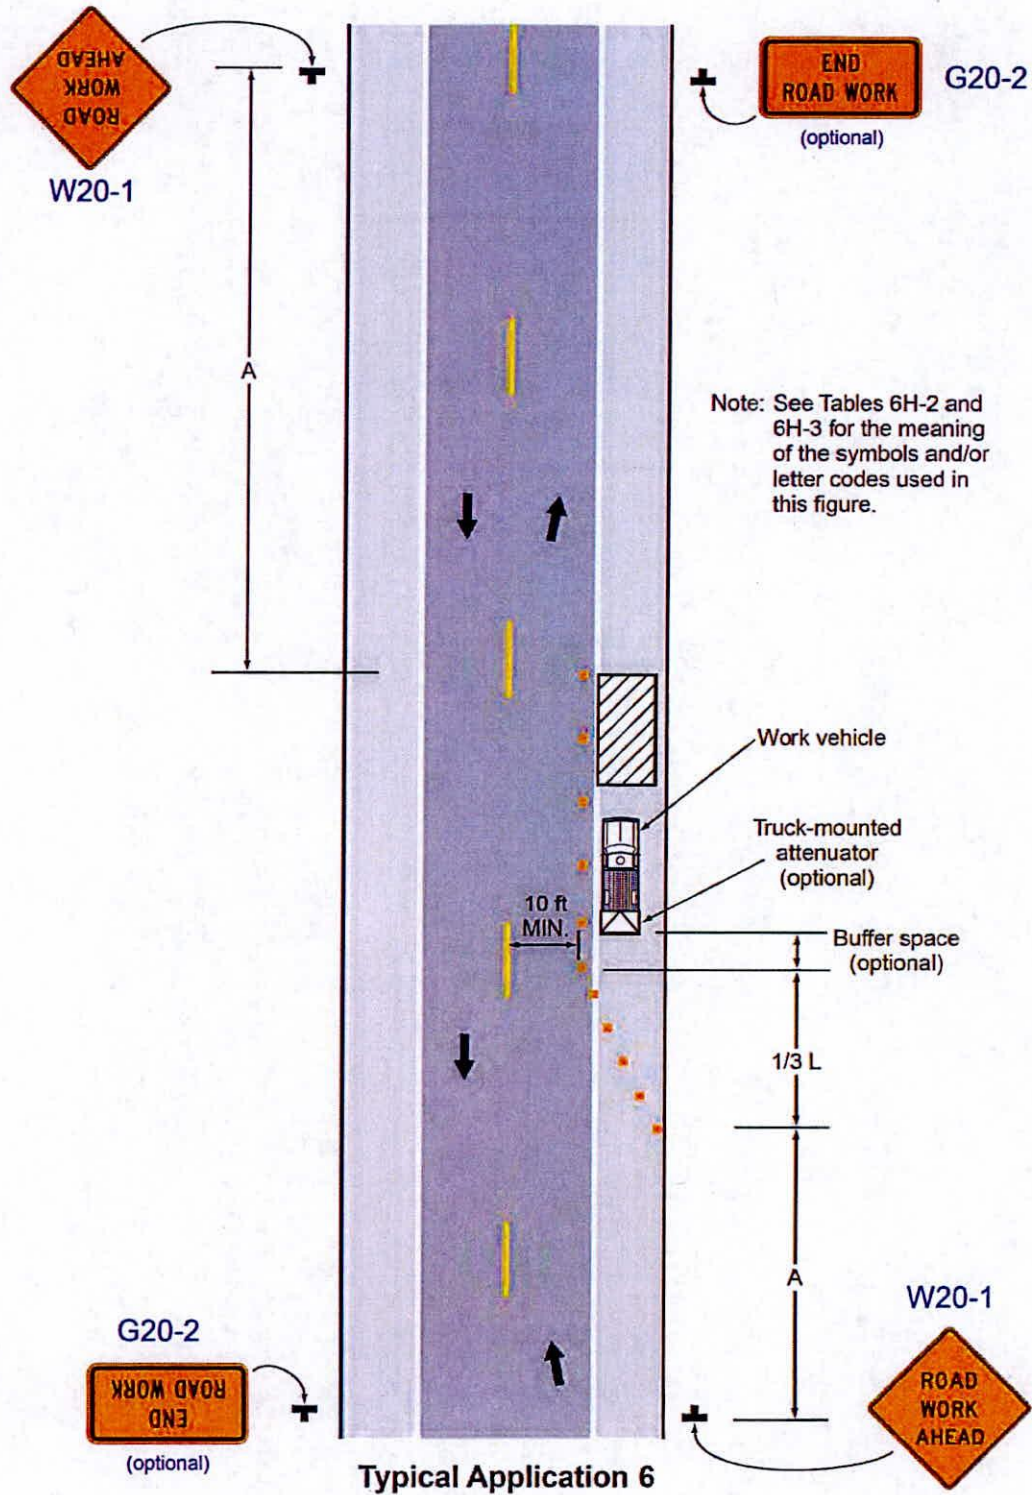 ROAD
WORK
AHEAD
W20-1
END
ROAD WORK
(optional)
G20-2
A
Note: See Tables 6H-2 and
6H-3 for the meaning
of the symbols and/or
letter codes used in
this figure.
Work vehicle
Truck-mounted
attenuator
(optional)
10 ft
MIN.
Buffer space
(optional)
1/3 L
A
W20-1
ROAD
WORK
AHEAD
G20-2
END
ROAD WORK
(optional)
Typical Application 6